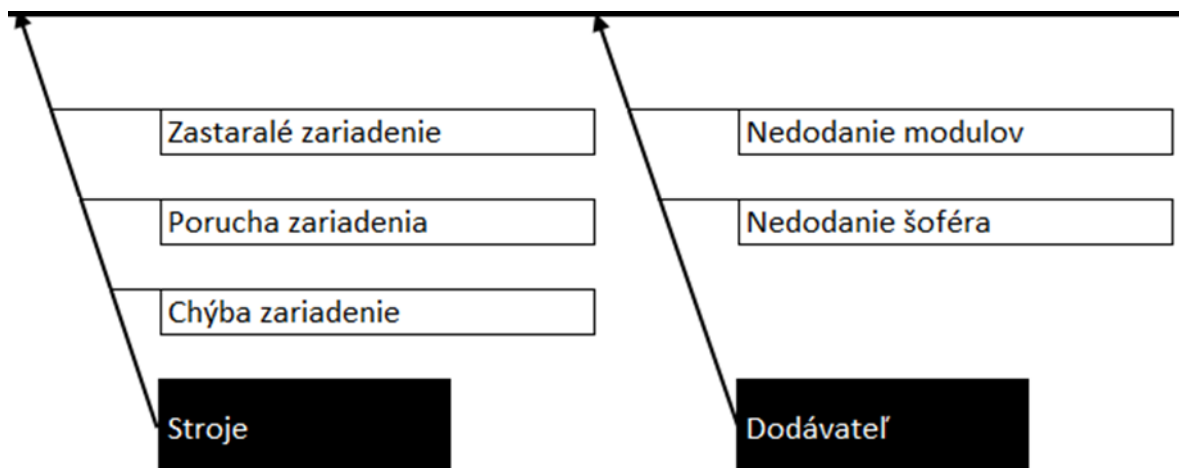 Zastaralé zariadenie
Porucha zariadenia
Chýba zariadenie
Stroje
Nedodanie modulov
Nedodanie šoféra
Dodávateľ